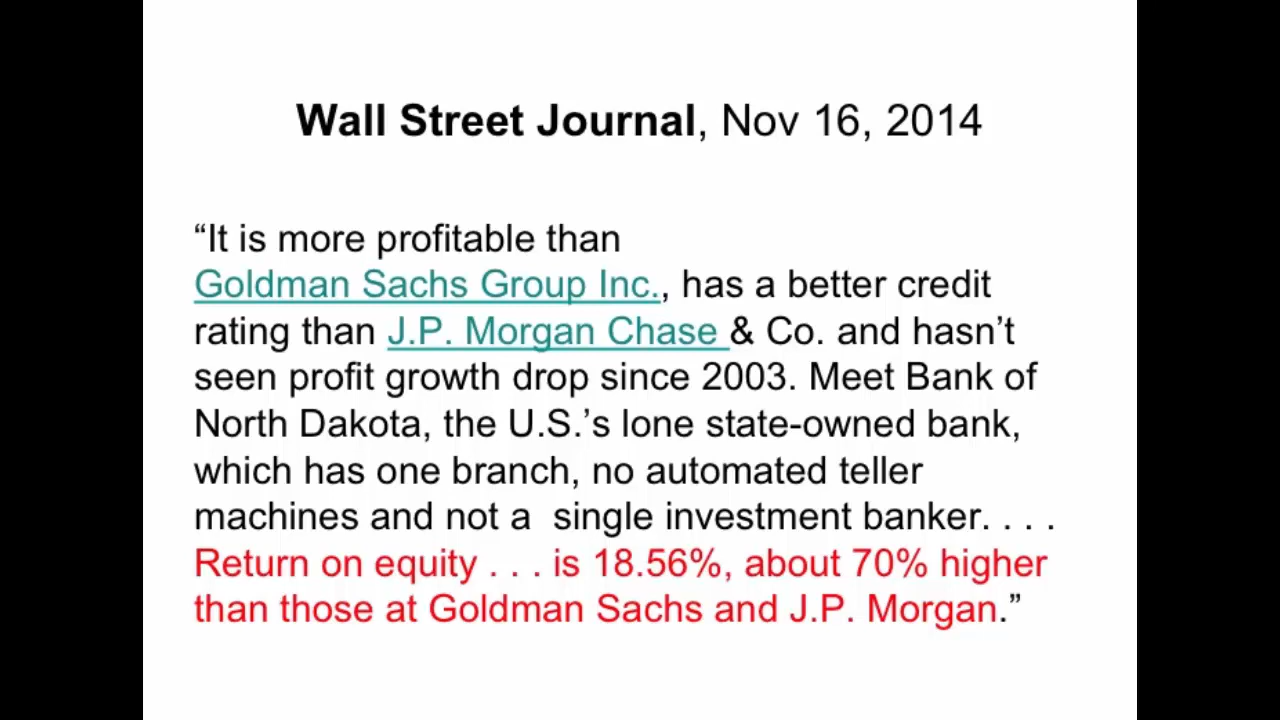 Wall Street Journal, Nov 16, 2014
“It is more profitable than
Goldman Sachs Group Inc., has a better credit
rating than J.P. Morgan Chase & Co. and hasn’t
seen profit growth drop since 2003. Meet Bank of
North Dakota, the U.S.’s lone state-owned bank,
which has one branch, no automated teller
machines and not a  single investment banker. . . .
Return on equity . . . is 18.56%, about 70% higher
than those at Goldman Sachs and J.P. Morgan.”